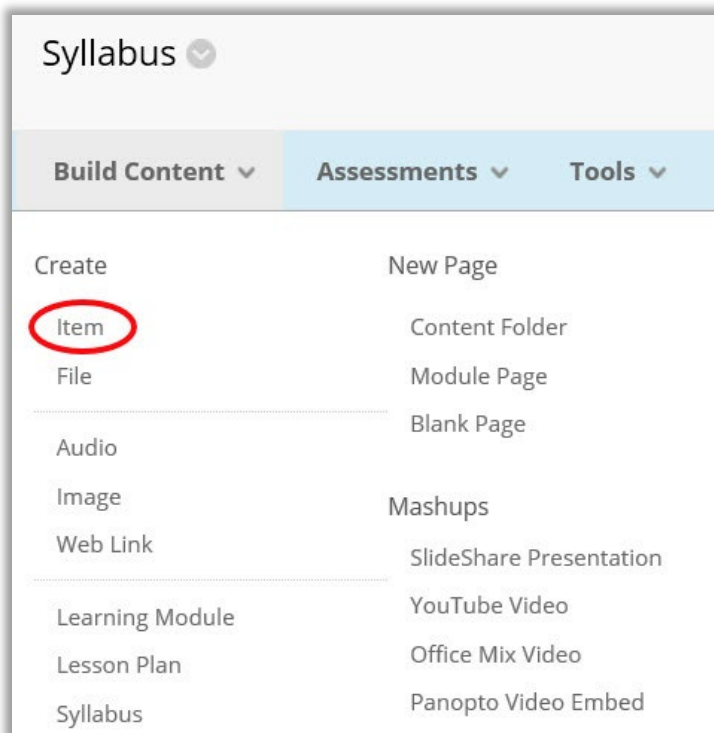 Syllabus
Build Content Assessments Tools
Create
Item
File
Audio
Image
Web Link
Learning Module
Lesson Plan
Syllabus
New Page
Content Folder
Module Page
Blank Page
Mashups
SlideShare Presentation
YouTube Video
Office Mix Video
Panopto Video Embed